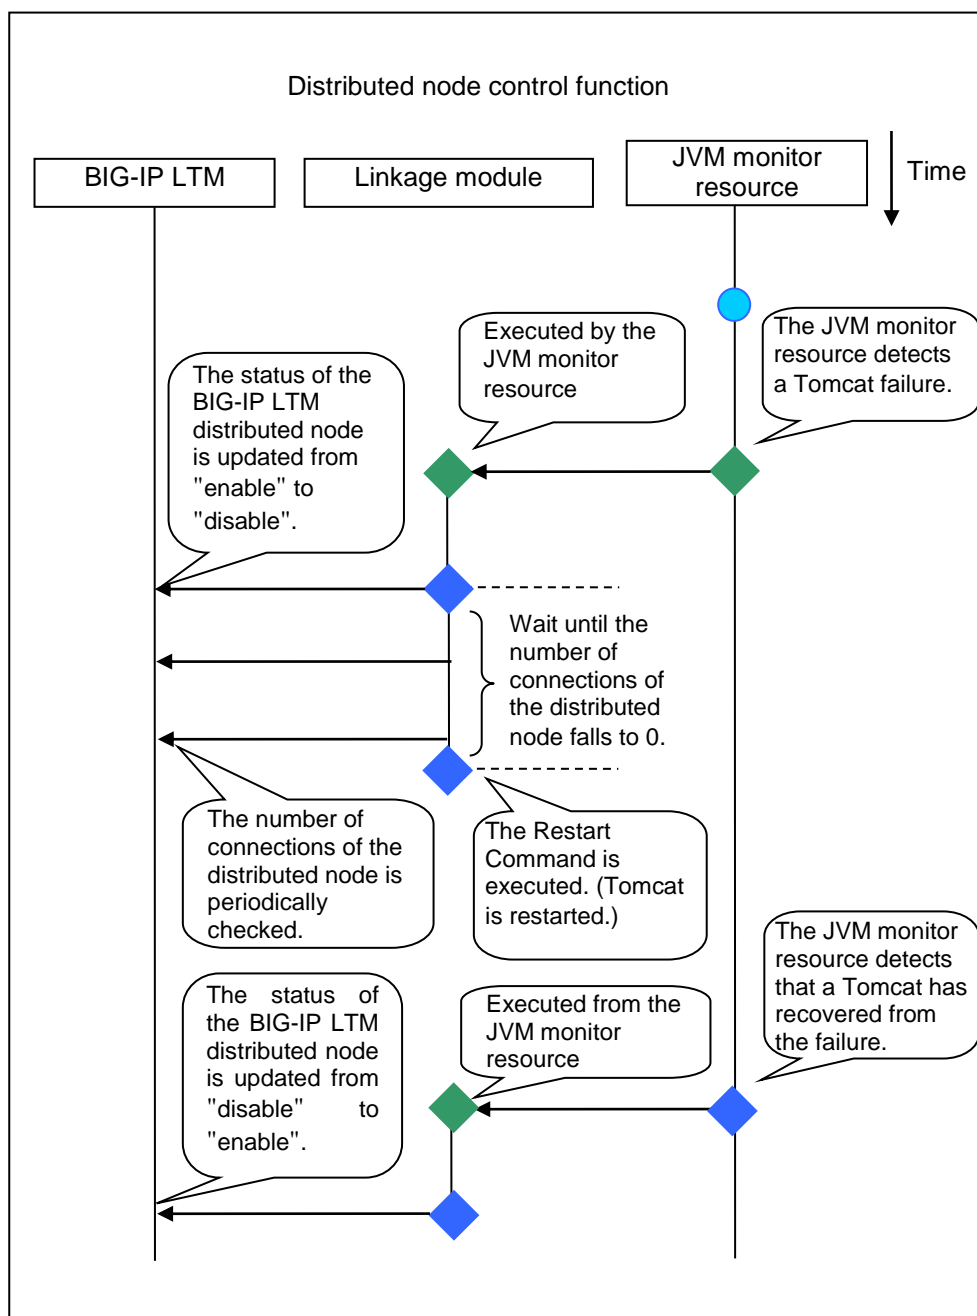 Distributed node control function
BIG-IP LTM
Linkage module
JVM monitor
resource
Time
The JVM monitor
resource detects
a Tomcat failure.
Executed by the
JVM monitor
resource
The status of the
BIG-IP LTM
distributed node
is updated from
"enable" to
"disable".
Wait until the
number of
connections of
the distributed
node falls to 0.
The number of
connections of the
distributed node is
periodically
checked.
The Restart
Command is
executed. (Tomcat
is restarted.)
The JVM monitor
resource detects
that a Tomcat has
recovered from
the failure.
Executed from the
JVM monitor
resource
The status of
the BIG-IP LTM
distributed node
is updated from
"disable" to
"enable".